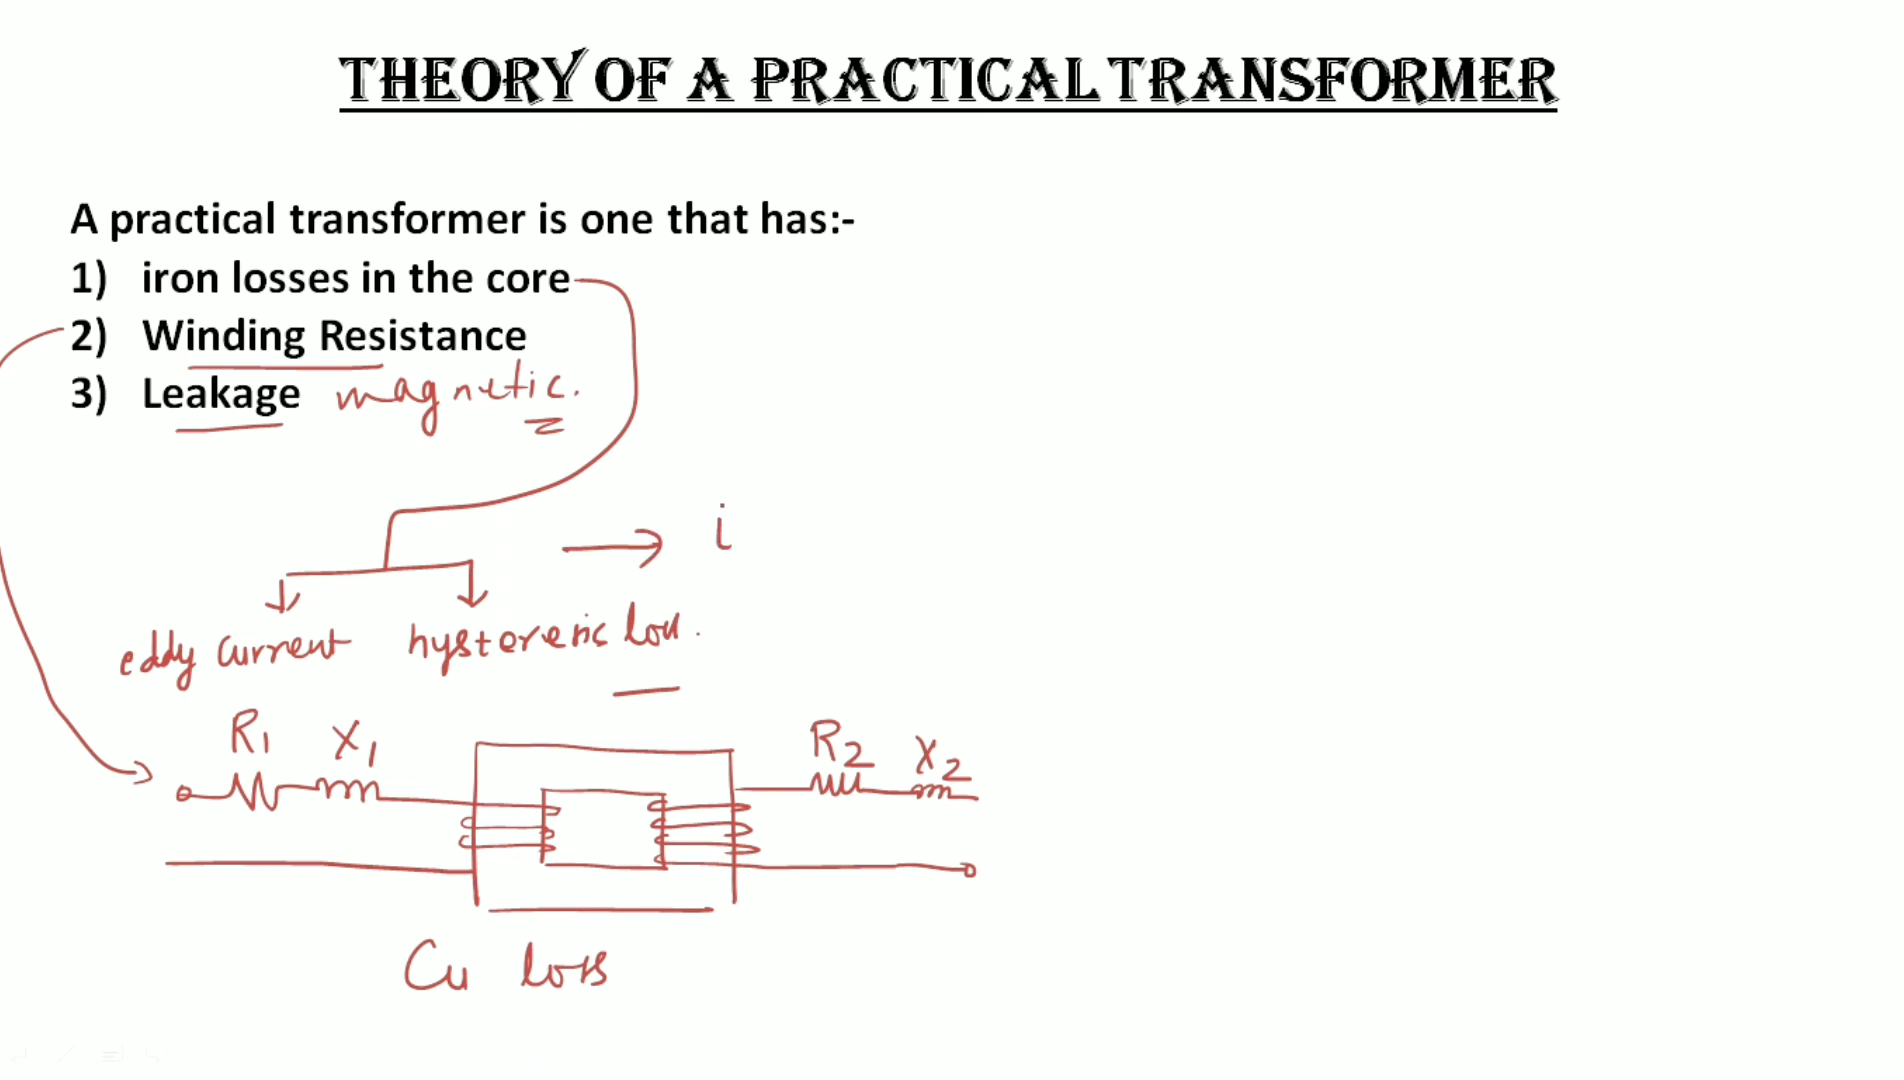 THEORY OF A PRACTICAL TRANSFORMER
A practical transformer is one that has:-
1) iron losses in the core
2) Winding Resistance
3) Leakage magnetic.
i
eddy current hysteresis loss.
R1 X1 R2 X2
Cu loss